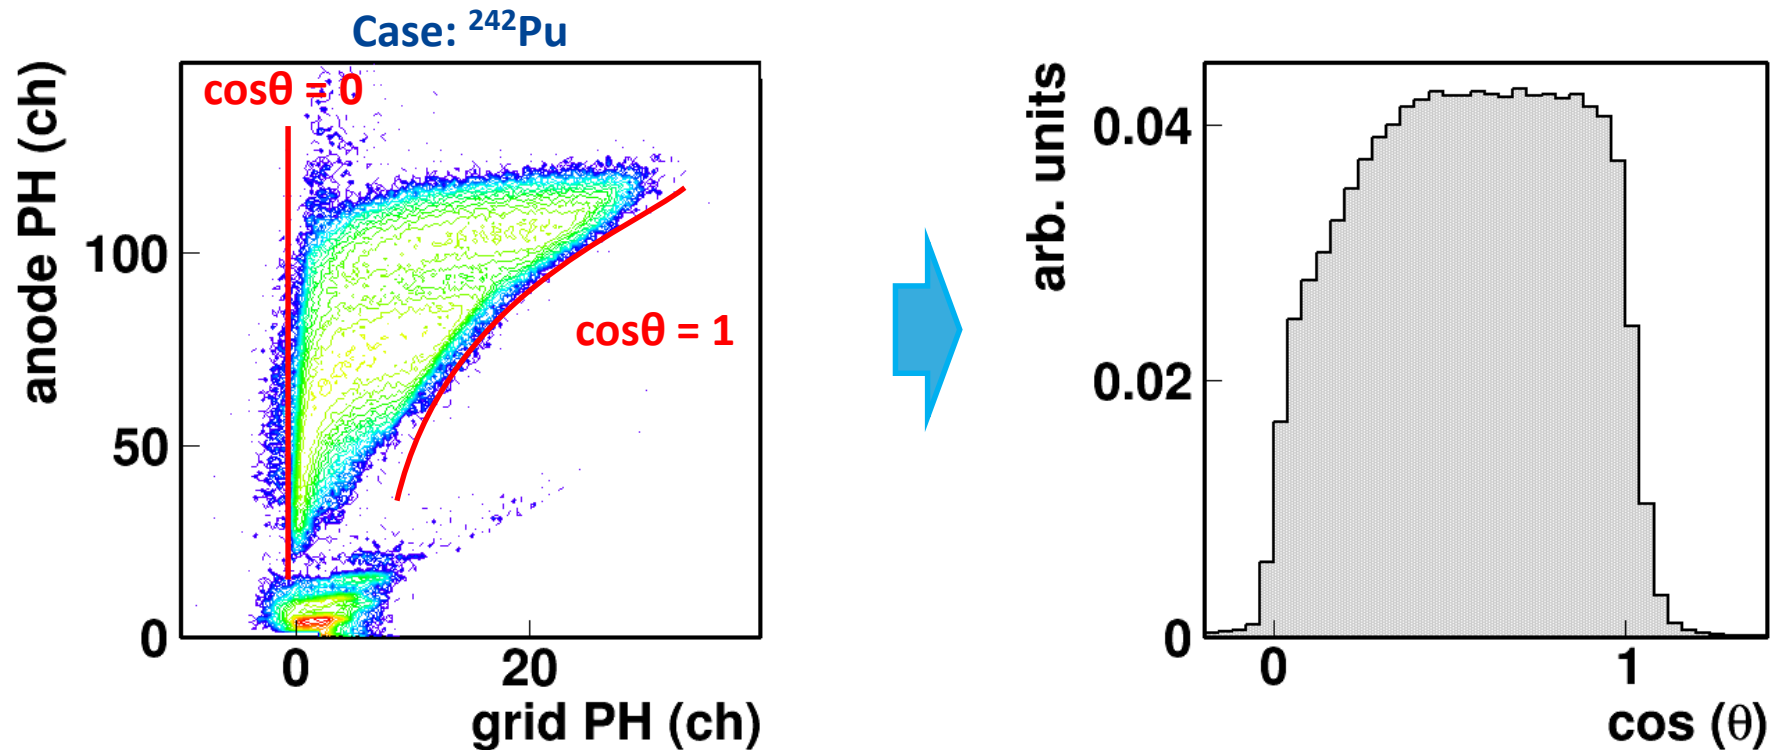 Case: ²⁴²Pu
anode PH (ch)
cosθ = 0
cosθ = 1
100
50
0
0 20
grid PH (ch)
arb. units
0.04
0.02
0
0 1
cos (θ)